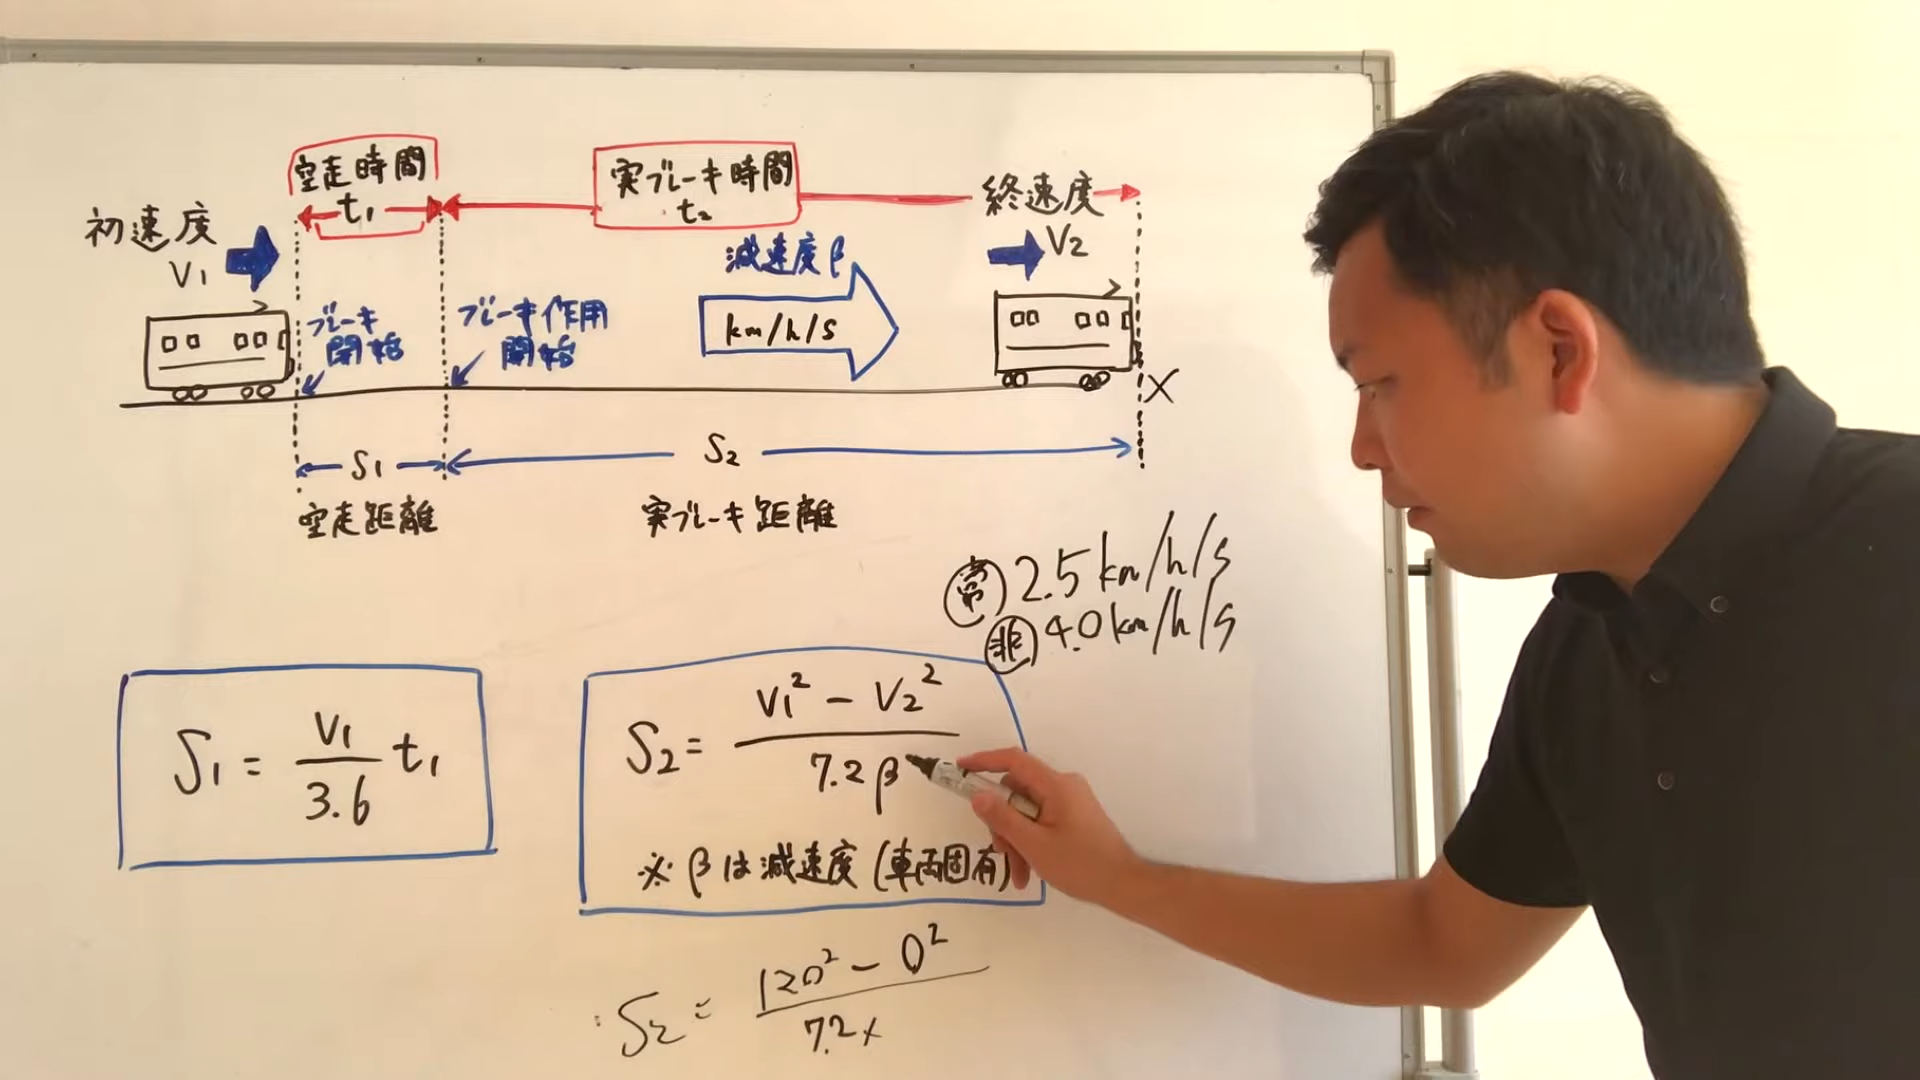 空走時間
t₁
実ブレーキ時間
t₂
初速度
V₁
終速度
V₂
減速度β
km/h/s
ブレーキ
開始
ブレーキ作用
開始
X
S₁
S₂
空走距離
実ブレーキ距離
常 2.5km/h/s
非 4.0km/h/s
S₁ = V₁/3.6 t₁
S₂ = V₁² - V₂²/7.2β
※βは減速度(車両固有)
S₂ = 120² - 0²/7.2×